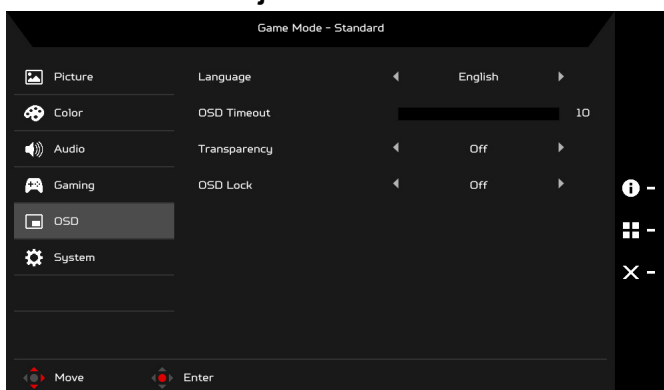 Game Mode - Standard
Picture
Language English
Color
OSD Timeout 10
Audio
Transparency Off
Gaming
OSD Lock Off
OSD
System
Move Enter